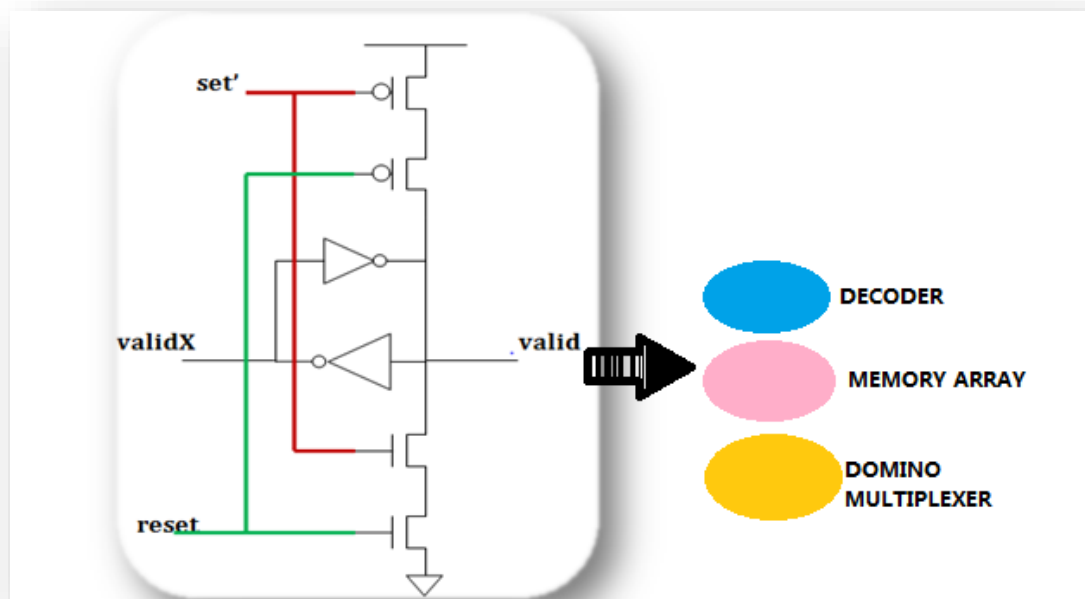 set'
validX
valid
reset
DECODER
MEMORY ARRAY
DOMINO
MULTIPLEXER